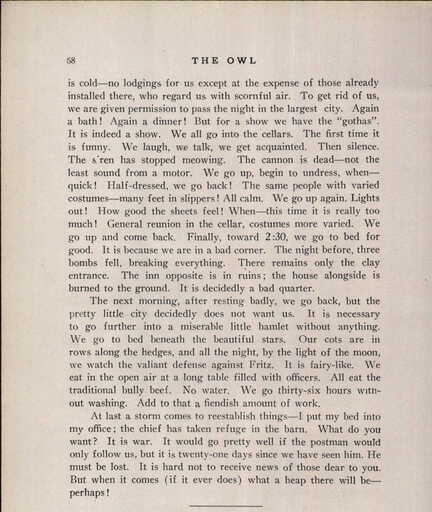 68 THE OWL
is cold—no lodgings for us except at the expense of those already
installed there, who regard us with scornful air. To get rid of us,
we are given permission to pass the night in the largest city. Again
a bath! Again a dinner! But for a show we have the "gothas".
It is indeed a show. We all go into the cellars. The first time it
is funny. We laugh, we talk, we get acquainted. Then silence.
The s'ren has stopped meowing. The cannon is dead—not the
least sound from a motor. We go up, begin to undress, when—
quick! Half-dressed, we go back! The same people with varied
costumes—many feet in slippers! All calm. We go up again. Lights
out! How good the sheets feel! When—this time it is really too
much! General reunion in the cellar, costumes more varied. We
go up and come back. Finally, toward 2:30, we go to bed for
good. It is because we are in a bad corner. The night before, three
bombs fell, breaking everything. There remains only the clay
entrance. The inn opposite is in ruins; the house alongside is
burned to the ground. It is decidedly a bad quarter.
The next morning, after resting badly, we go back, but the
pretty little city decidedly does not want us. It is necessary
to go further into a miserable little hamlet without anything.
We go to bed beneath the beautiful stars. Our cots are in
rows along the hedges, and all the night, by the light of the moon,
we watch the valiant defense against Fritz. It is fairy-like. We
eat in the open air at a long table filled with officers. All eat the
traditional bully beef. No water. We go thirty-six hours with-
out washing. Add to that a fiendish amount of work.
At last a storm comes to reestablish things—I put my bed into
my office; the chief has taken refuge in the barn. What do you
want? It is war. It would go pretty well if the postman would
only follow us, but it is twenty-one days since we have seen him. He
must be lost. It is hard not to receive news of those dear to you.
But when it comes (if it ever does) what a heap there will be—
perhaps!